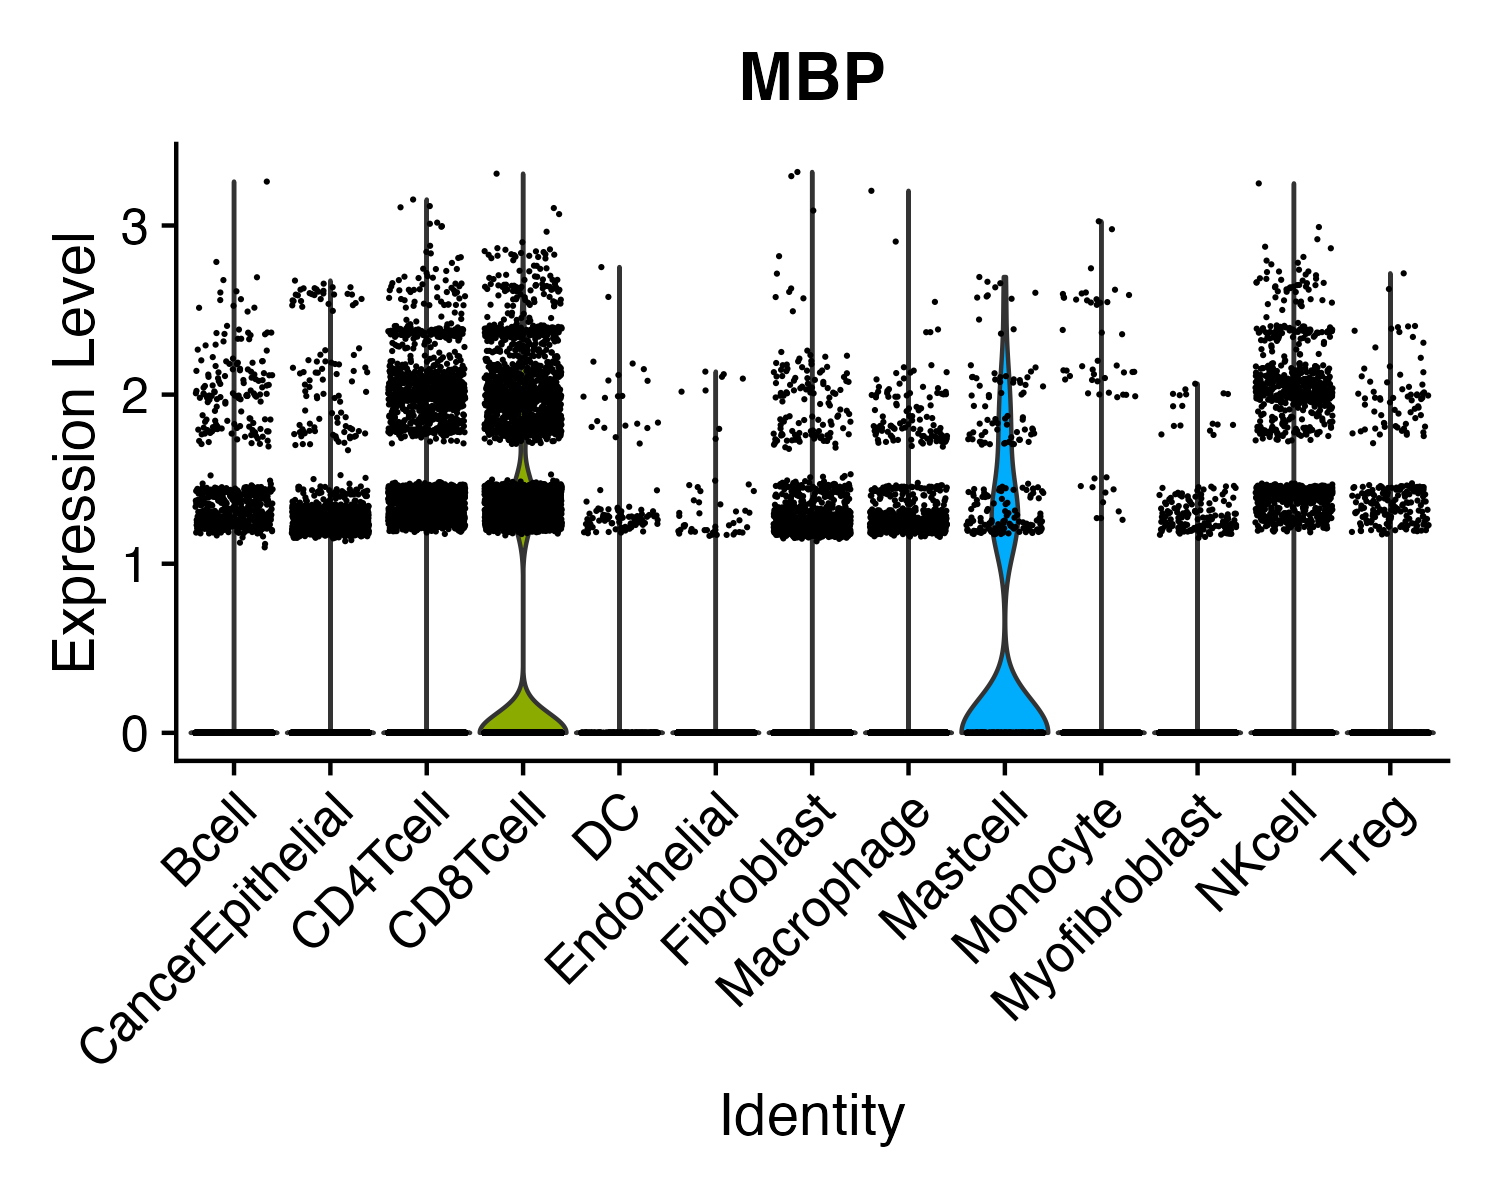 MBP
Expression Level
3
2
1
0
Bcell
CancerEpithelial
CD4Tcell
CD8Tcell
DC
Endothelial
Fibroblast
Macrophage
Mastcell
Monocyte
Myofibroblast
NKcell
Treg
Identity